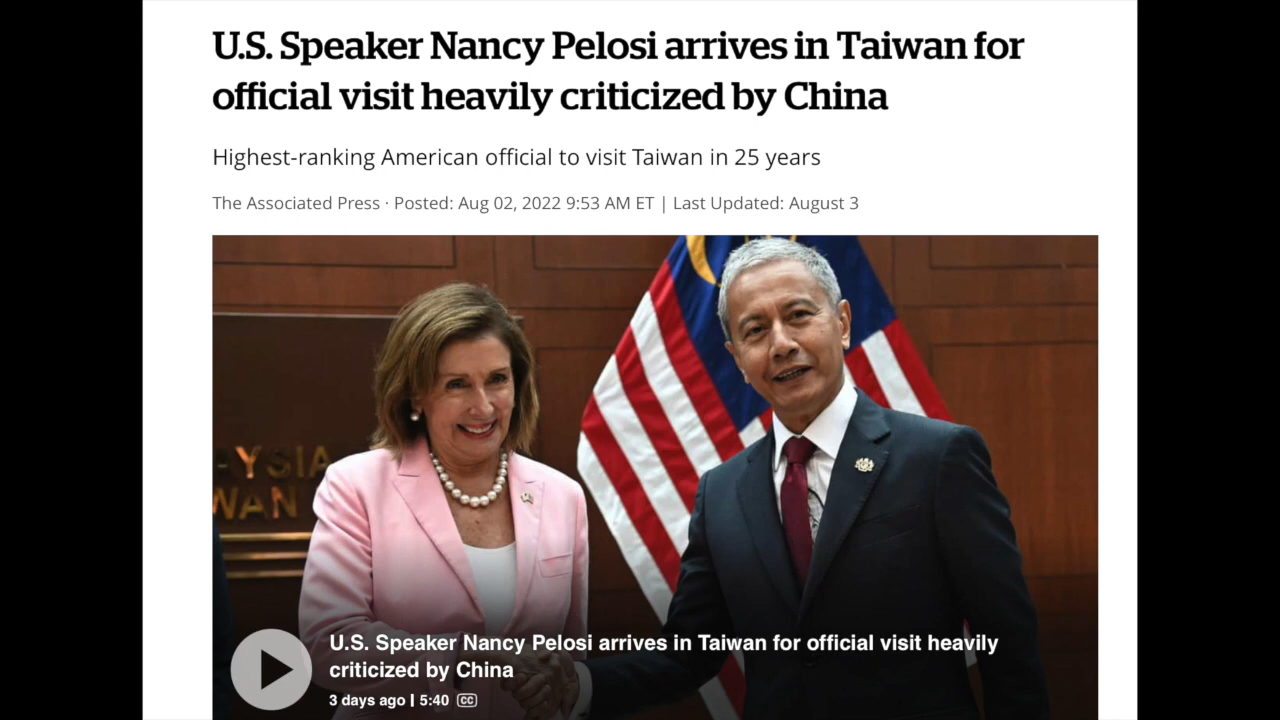 U.S. Speaker Nancy Pelosi arrives in Taiwan for
official visit heavily criticized by China
Highest-ranking American official to visit Taiwan in 25 years
The Associated Press · Posted: Aug 02, 2022 9:53 AM ET | Last Updated: August 3
YSIA
WAN
U.S. Speaker Nancy Pelosi arrives in Taiwan for official visit heavily
criticized by China
3 days ago | 5:40 CC